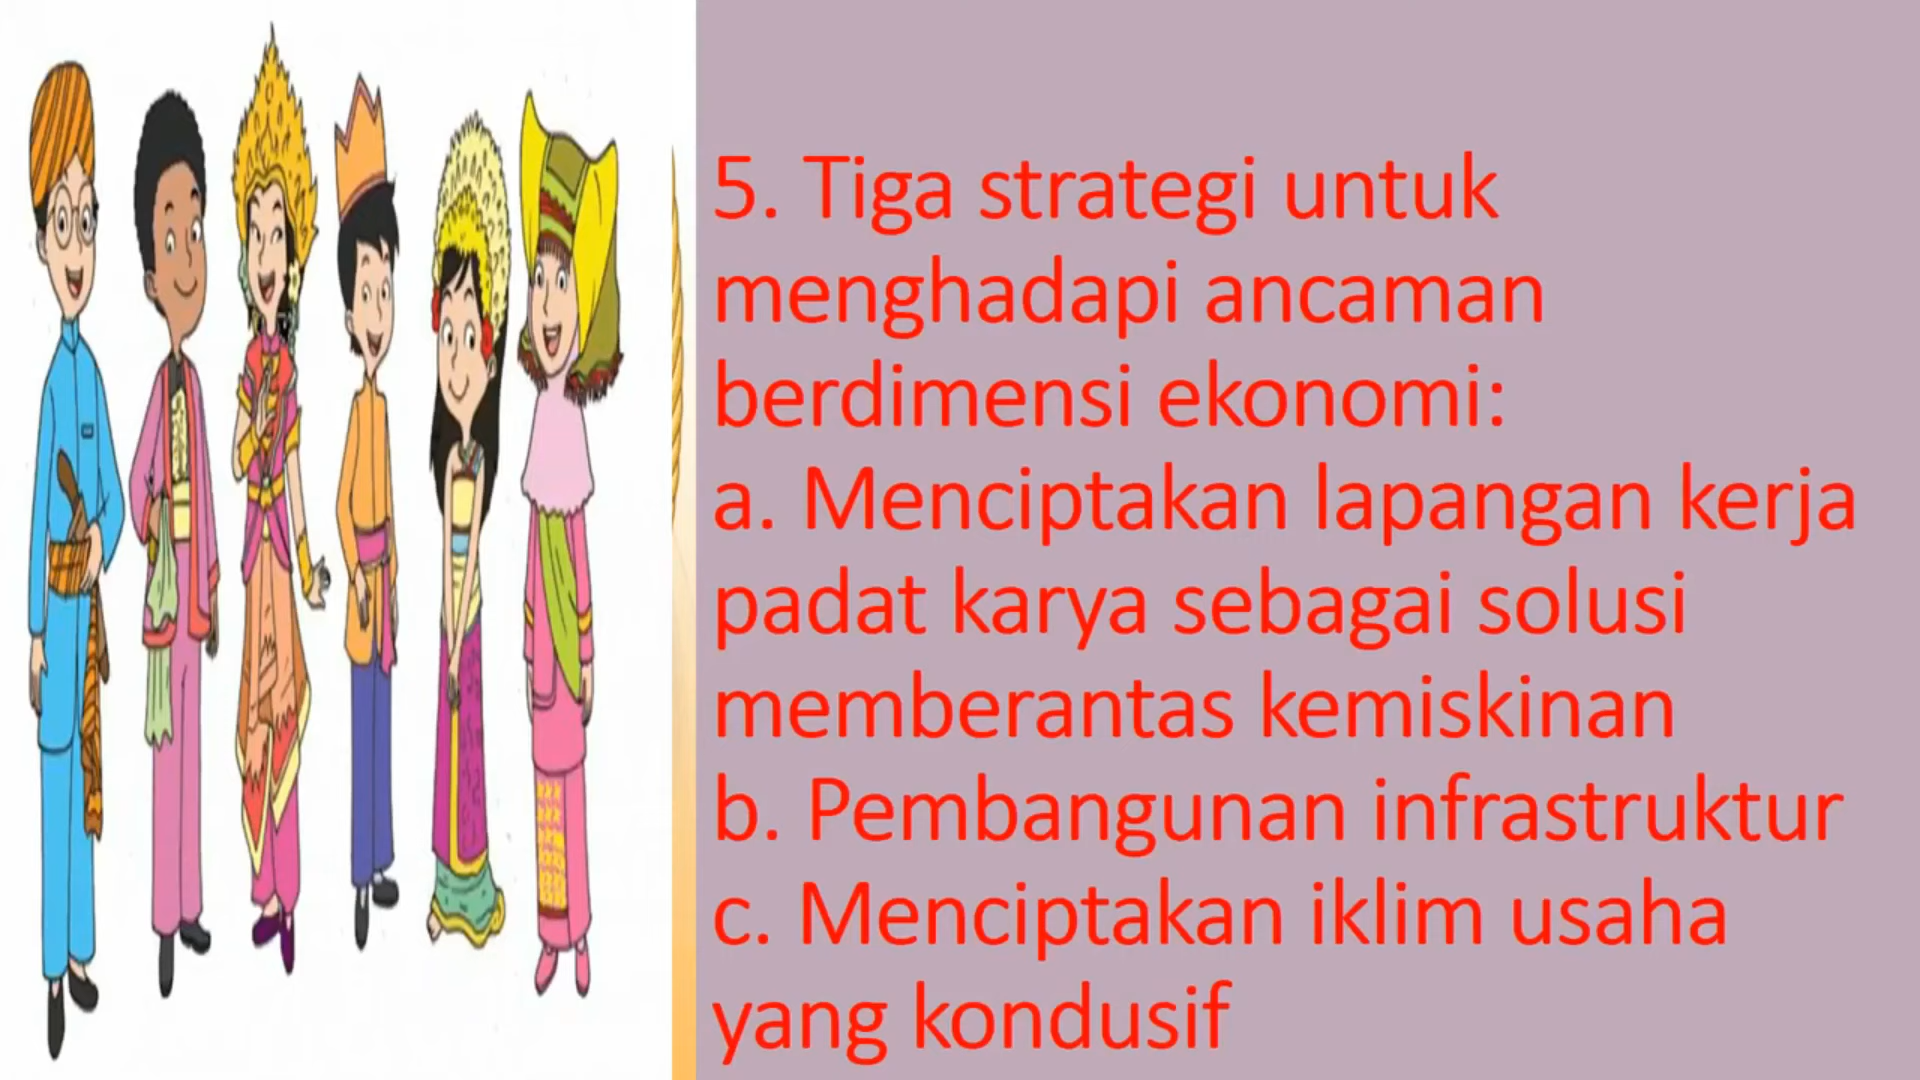 5. Tiga strategi untuk
menghadapi ancaman
berdimensi ekonomi:
a. Menciptakan lapangan kerja
padat karya sebagai solusi
memberantas kemiskinan
b. Pembangunan infrastruktur
c. Menciptakan iklim usaha
yang kondusif